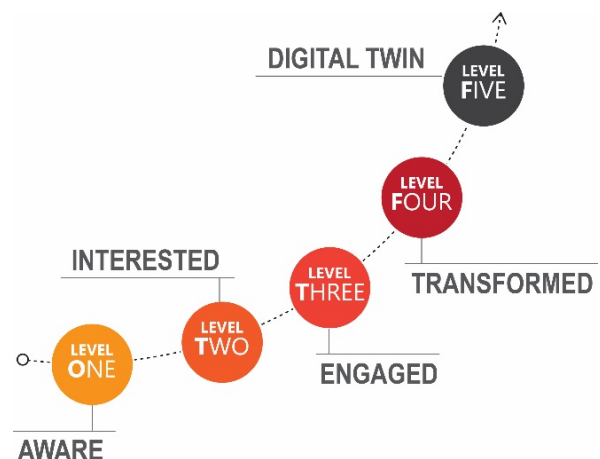 DIGITAL TWIN
LEVEL
FIVE
LEVEL
FOUR
TRANSFORMED
INTERESTED
LEVEL
THREE
ENGAGED
LEVEL
TWO
LEVEL
ONE
AWARE